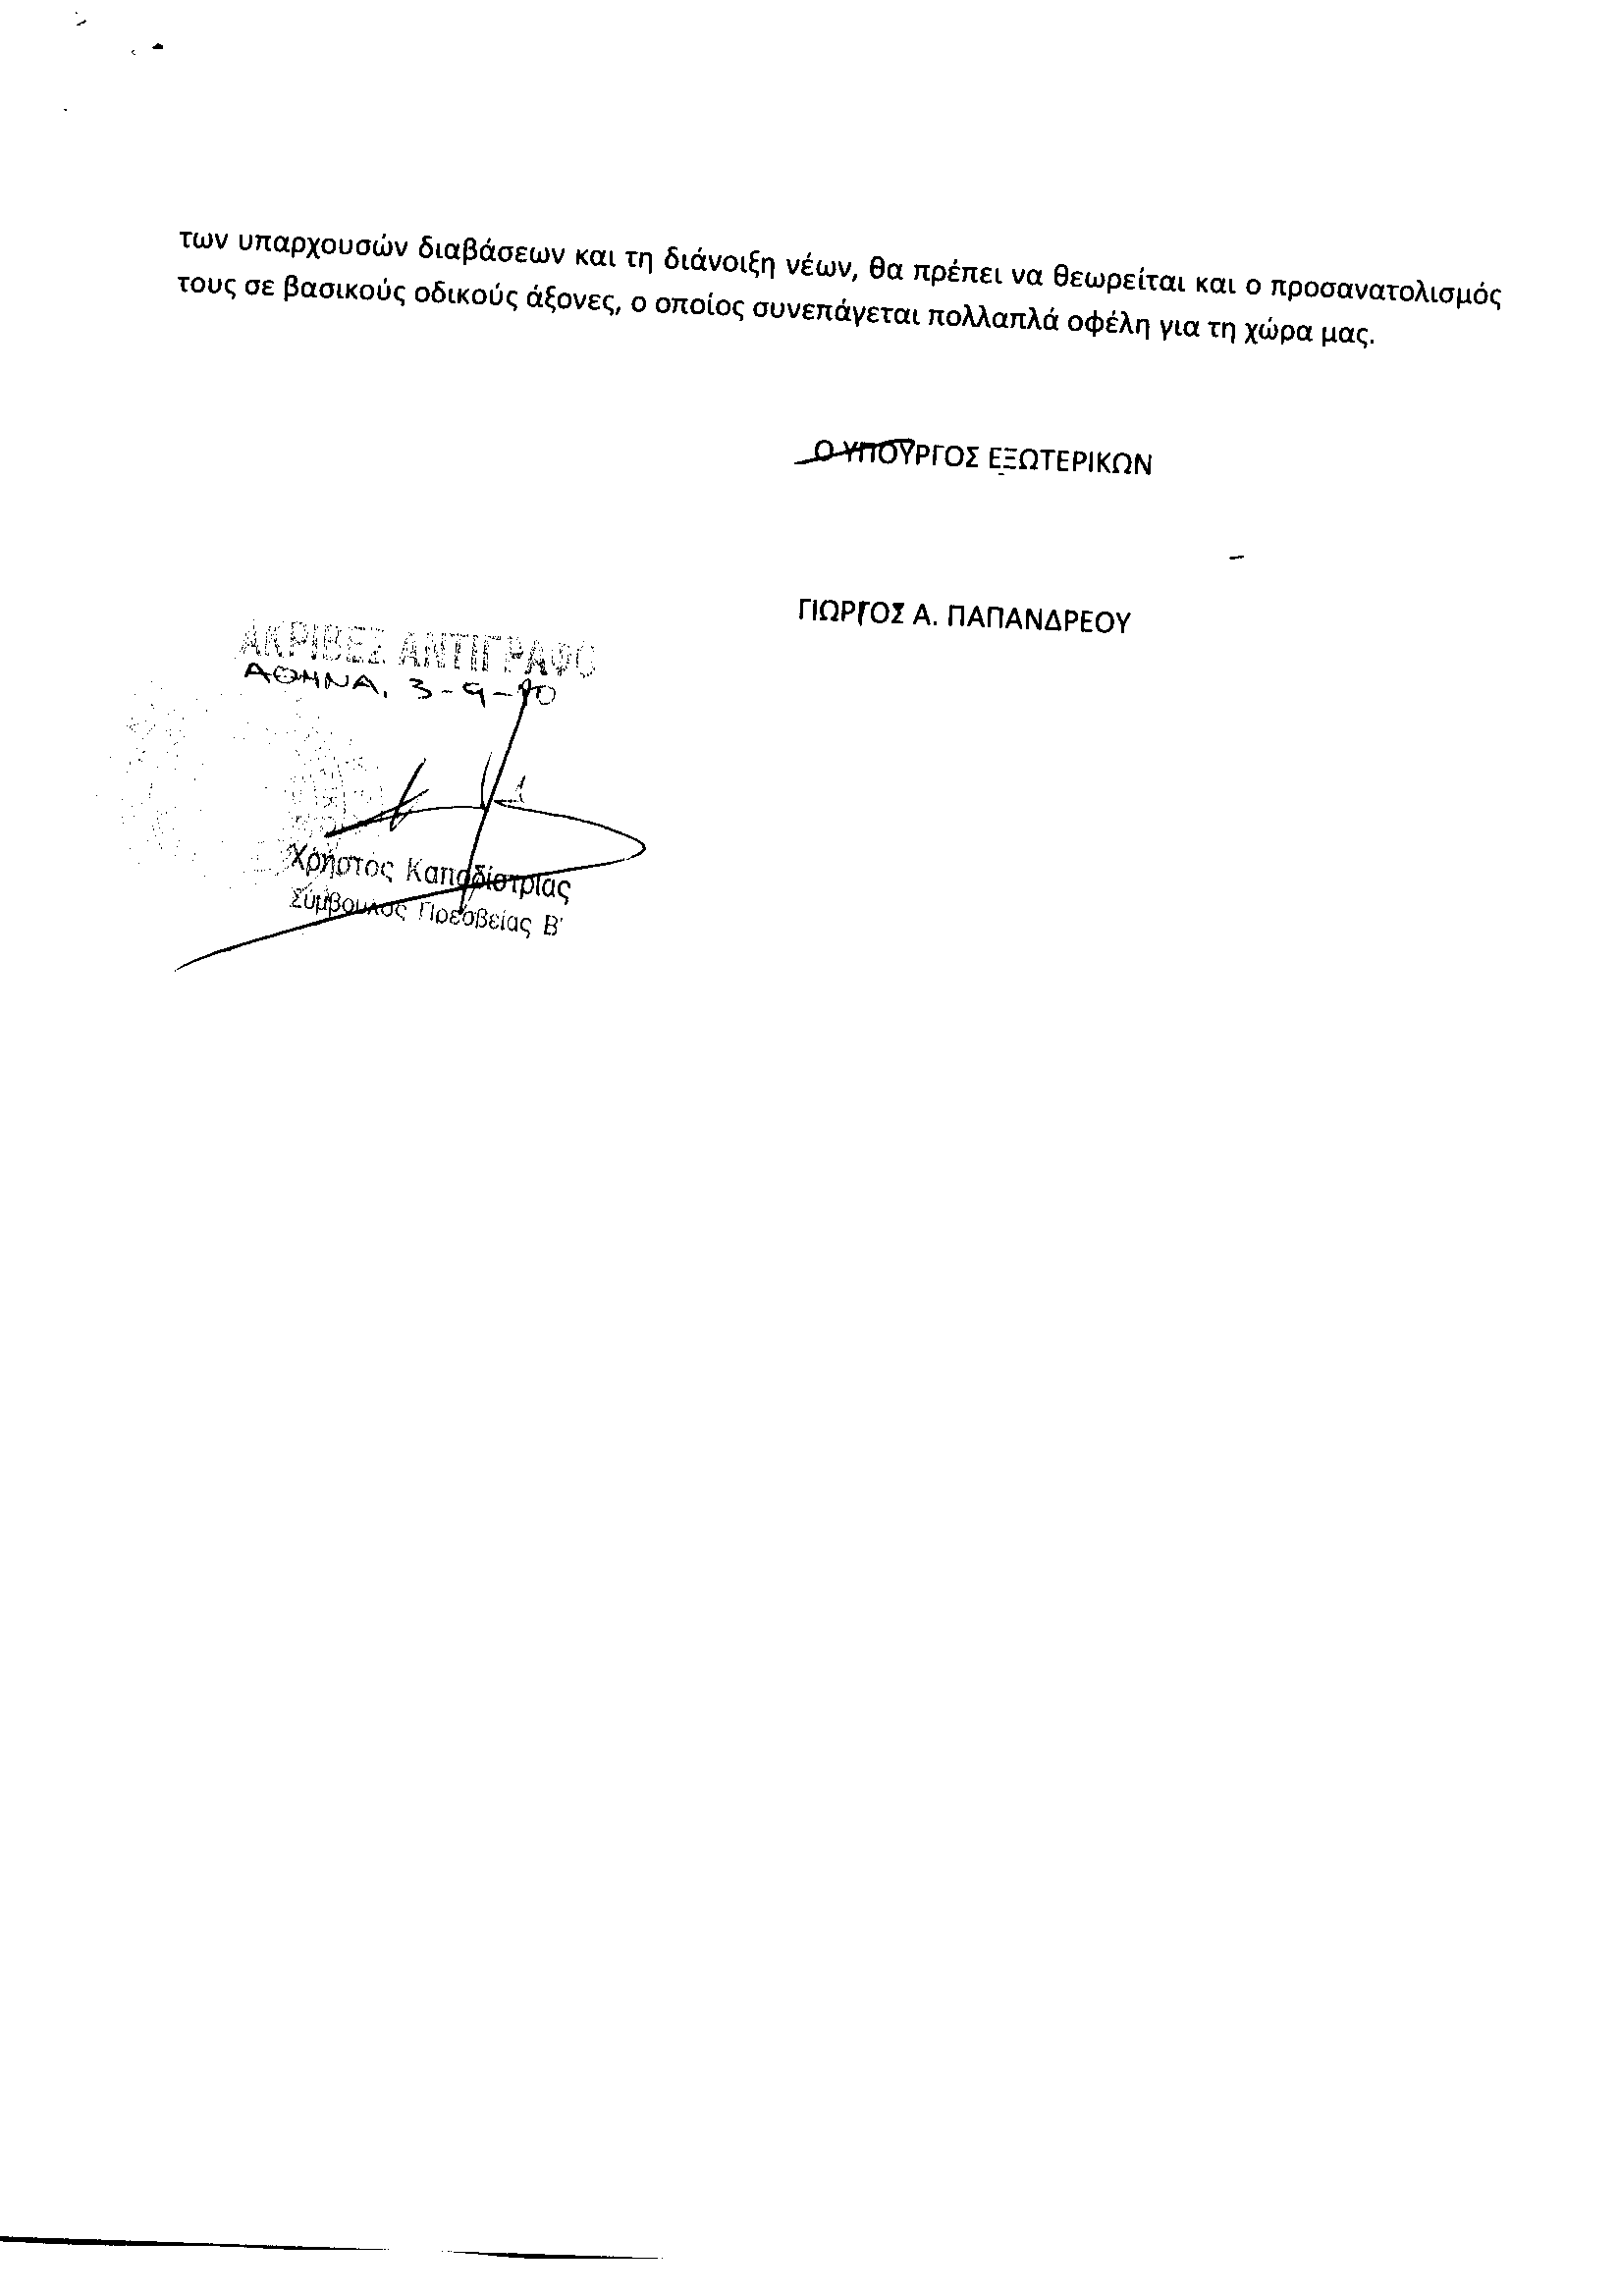 των υπαρχουσών διαβάσεων και τη διάνοιξη νέων, θα πρέπει να θεωρείται και ο προσανατολισμός
τους σε βασικούς οδικούς άξονες, ο οποίος συνεπάγεται πολλαπλά οφέλη για τη χώρα μας.
Ο ΥΠΟΥΡΓΟΣ ΕΞΩΤΕΡΙΚΩΝ
ΓΙΩΡΓΟΣ Α. ΠΑΠΑΝΔΡΕΟΥ
ΑΚΡΙΒΕΣ ΑΝΤΙΓΡΑΦΟ
ΑΘΗΝΑ, 3-9-10
Χρήστος Καποδίστριας
Σύμβουλος Πρεσβείας Β'